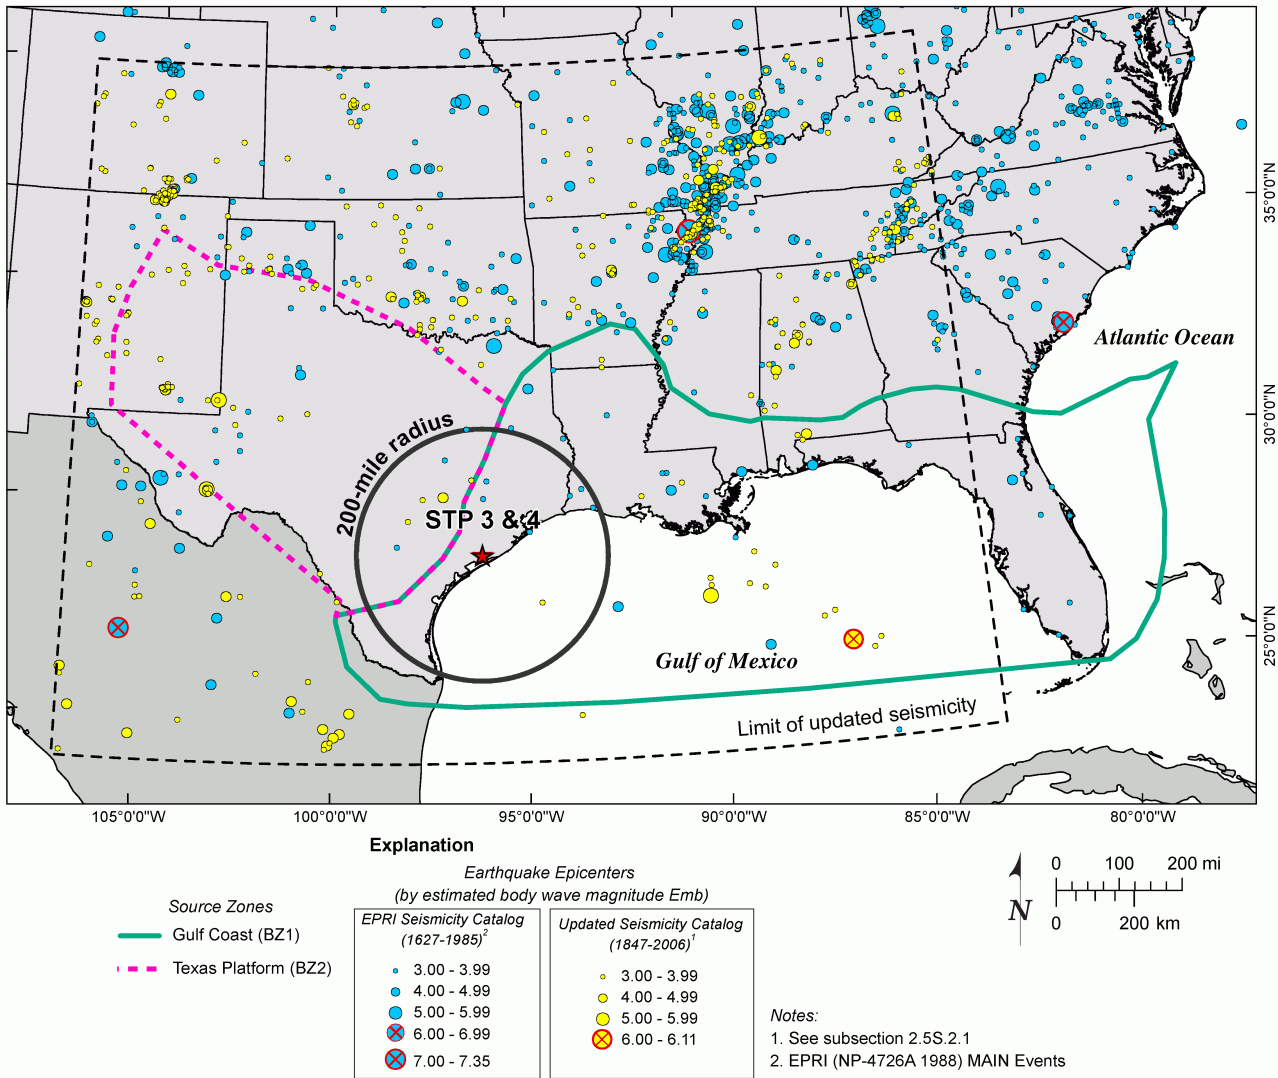 Atlantic Ocean
200-mile radius
STP 3 & 4
Gulf of Mexico
Limit of updated seismicity
35°0'0"N
30°0'0"N
25°0'0"N
105°0'0"W
100°0'0"W
95°0'0"W
90°0'0"W
85°0'0"W
80°0'0"W
Explanation
Source Zones
Gulf Coast (BZ1)
Texas Platform (BZ2)
Earthquake Epicenters
(by estimated body wave magnitude Emb)
EPRI Seismicity Catalog
(1627-1985)2
3.00 - 3.99
4.00 - 4.99
5.00 - 5.99
6.00 - 6.99
7.00 - 7.35
Updated Seismicity Catalog
(1847-2006)1
3.00 - 3.99
4.00 - 4.99
5.00 - 5.99
6.00 - 6.11
N
0 100 200 mi
0 200 km
Notes:
1. See subsection 2.5S.2.1
2. EPRI (NP-4726A 1988) MAIN Events